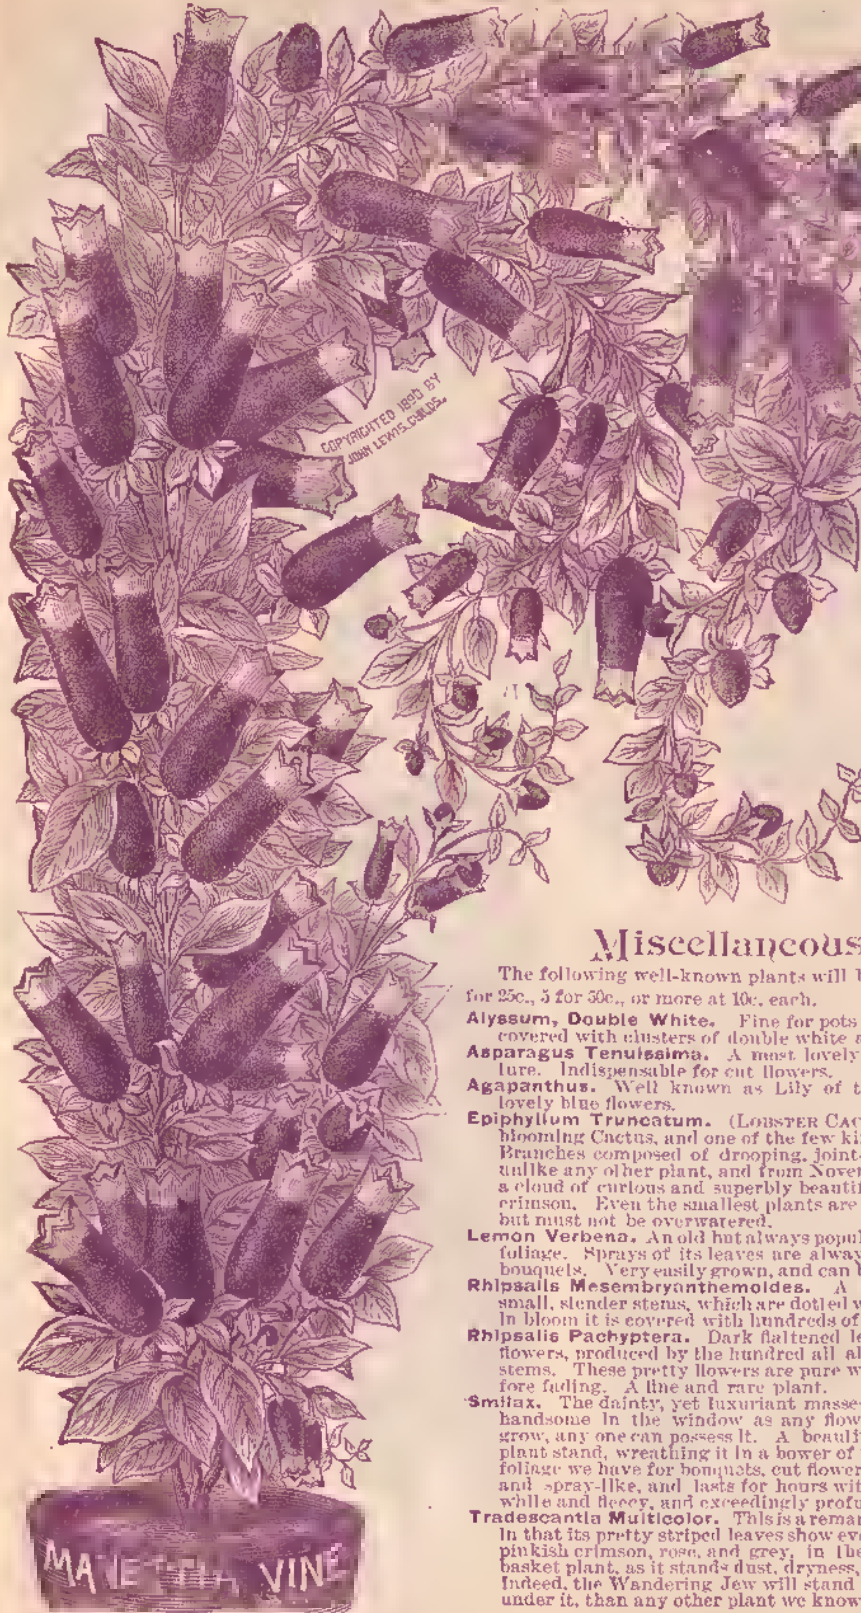 COPYRIGHTED 1890 BY
JOHN LEWIS CHILDS.
Miscellaneous
The following well-known plants will
for 25c., 5 for 50c., or more at 10c. each.
Alyssum, Double White. Fine for pots
covered with clusters of double white
Asparagus Tenuissima. A most lovely
ture. Indispensable for cut flowers.
Agapanthus. Well known as Lily of t
lovely blue flowers.
Epiphyllum Truncatum. (LOBSTER CAC
blooming Cactus, and one of the few ki
Branches composed of drooping, joint-
unlike any other plant, and from Novem
a cloud of curious and superbly beautif
crimson. Even the smallest plants are
but must not be overwatered.
Lemon Verbena. An old but always popul
foliage. Sprays of its leaves are alway
bouquets. Very easily grown, and can b
Rhipsalis Mesembryanthemoides. A
small, slender stems, which are dotted w
In bloom it is covered with hundreds of
Rhipsalis Pachyptera. Dark flattened le
flowers, produced by the hundred all al
stems. These pretty flowers are pure w
fore fading. A fine and rare plant.
Smilax. The dainty, yet luxuriant masse
handsome in the window as any flow
grow, any one can possess it. A beauti
plant stand, wreathing it in a bower of
foliage we have for bouquets, cut flower
and spray-like, and lasts for hours wit
white and fleecy, and exceedingly profu
Tradescantia Multicolor. This is a remar
in that its pretty striped leaves show eve
pinkish crimson, rose, and grey, in the
basket plant, as it stands dust, dryness,
Indeed, the Wandering Jew will stand
under it, than any other plant we know
MANETTIA VINE